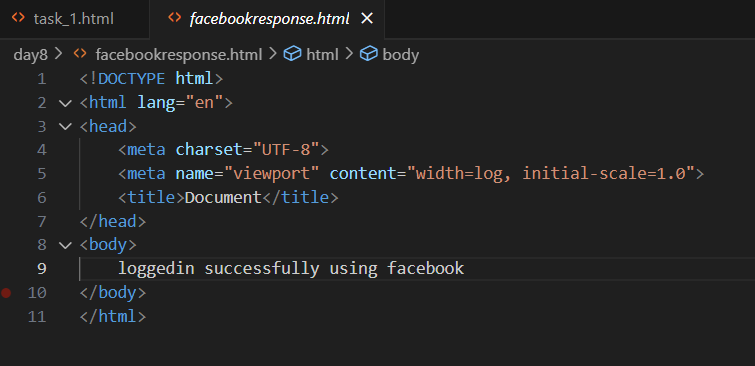 task_1.html facebookresponse.html
day8 > facebookresponse.html > html > body
1 <!DOCTYPE html>
2 <html lang="en">
3 <head>
4 <meta charset="UTF-8">
5 <meta name="viewport" content="width=log, initial-scale=1.0">
6 <title>Document</title>
7 </head>
8 <body>
9 loggedin successfully using facebook
10 </body>
11 </html>